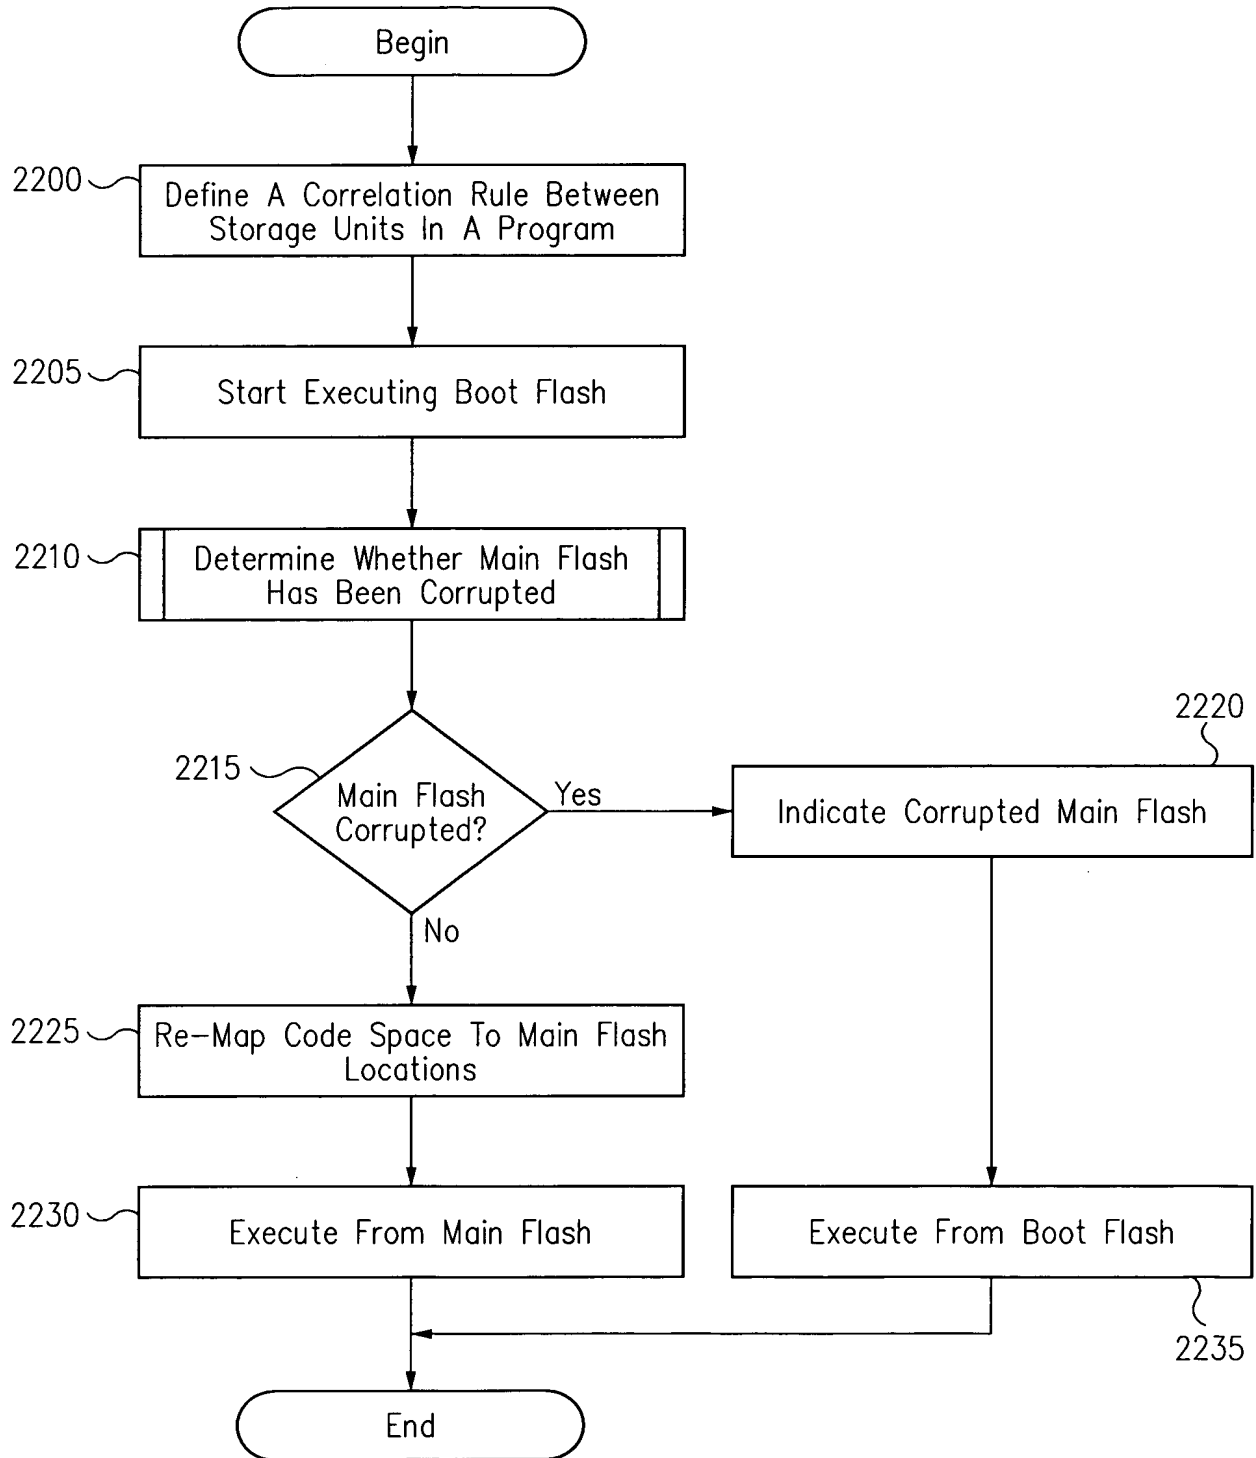 Begin
2200
Define A Correlation Rule Between
Storage Units In A Program
2205
Start Executing Boot Flash
2210
Determine Whether Main Flash
Has Been Corrupted
2215
Main Flash
Corrupted?
Yes
2220
Indicate Corrupted Main Flash
No
2225
Re-Map Code Space To Main Flash
Locations
2230
Execute From Main Flash
Execute From Boot Flash
2235
End